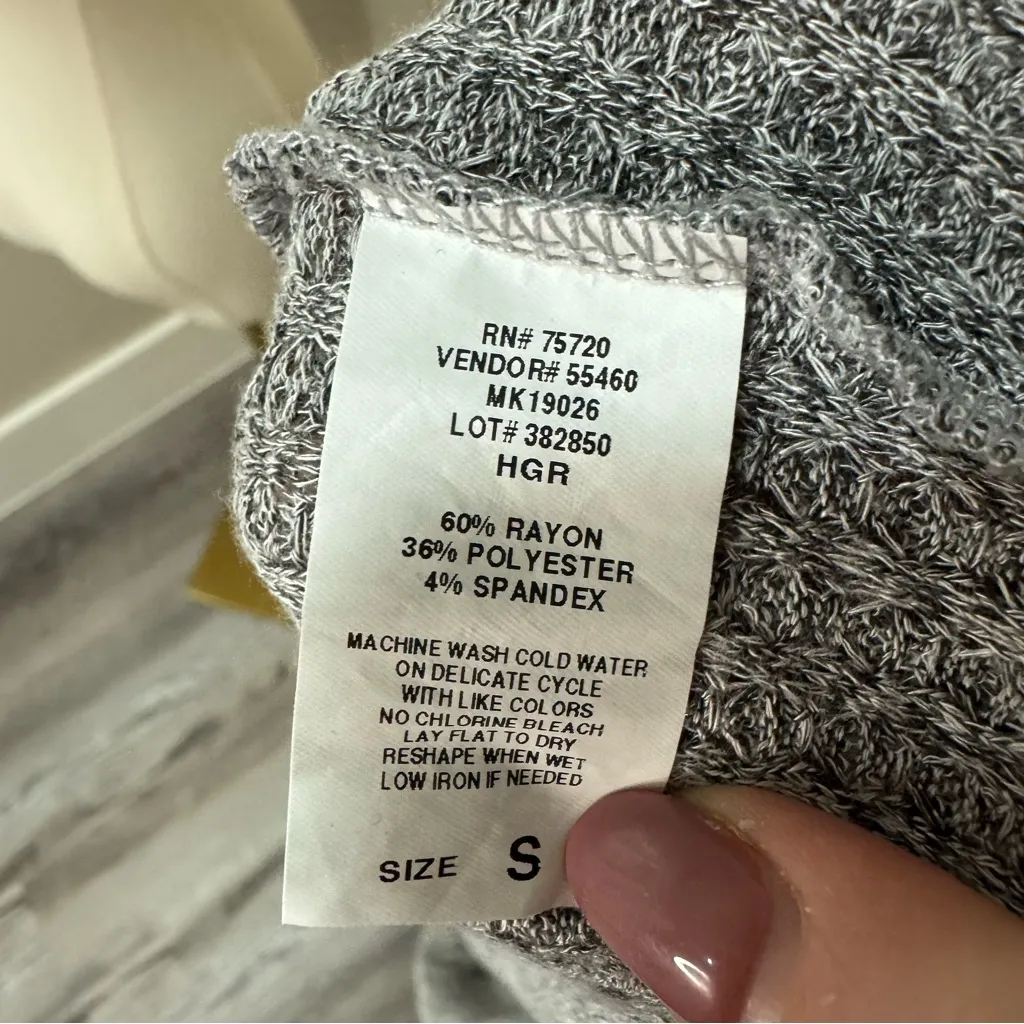 RN# 75720
VENDOR# 55460
MK19026
LOT# 382850
HGR
60% RAYON
36% POLYESTER
4% SPANDEX
MACHINE WASH COLD WATER
ON DELICATE CYCLE
WITH LIKE COLORS
NO CHLORINE BLEACH
LAY FLAT TO DRY
RESHAPE WHEN WET
LOW IRON IF NEEDED
SIZE S